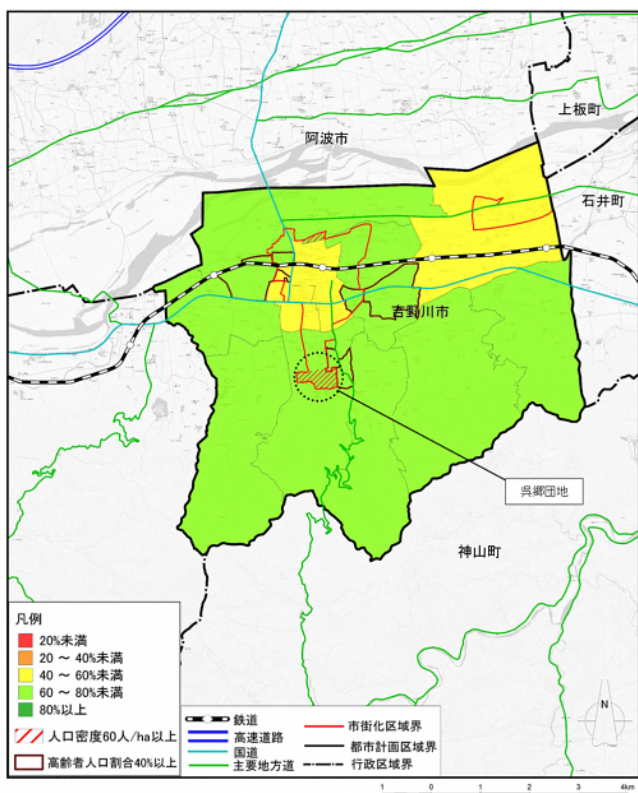 上板町
阿波市
石井町
吉野川市
呉郷団地
神山町
凡例
20%未満
20 ～ 40%未満
40 ～ 60%未満
60 ～ 80%未満
80%以上
人口密度60人/ha以上
高齢者人口割合40%以上
鉄道
高速道路
国道
主要地方道
市街化区域界
都市計画区域界
行政区域界
N
1 0 1 2 3 4km